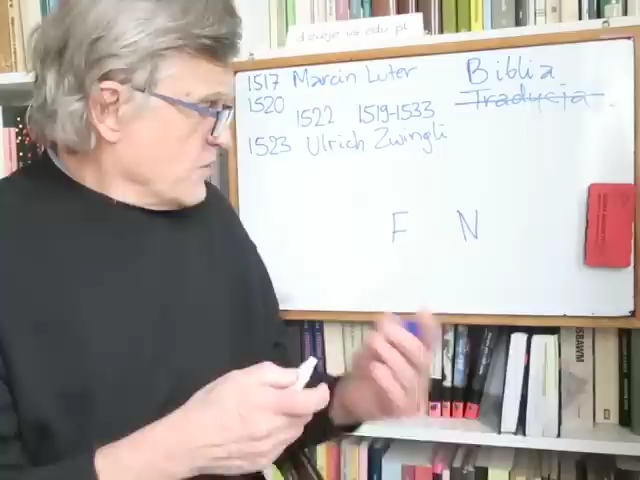 1517 Marcin Luter Biblia
1520 Tradycja
1522 1519-1533
1523 Ulrich Zwingli
F N